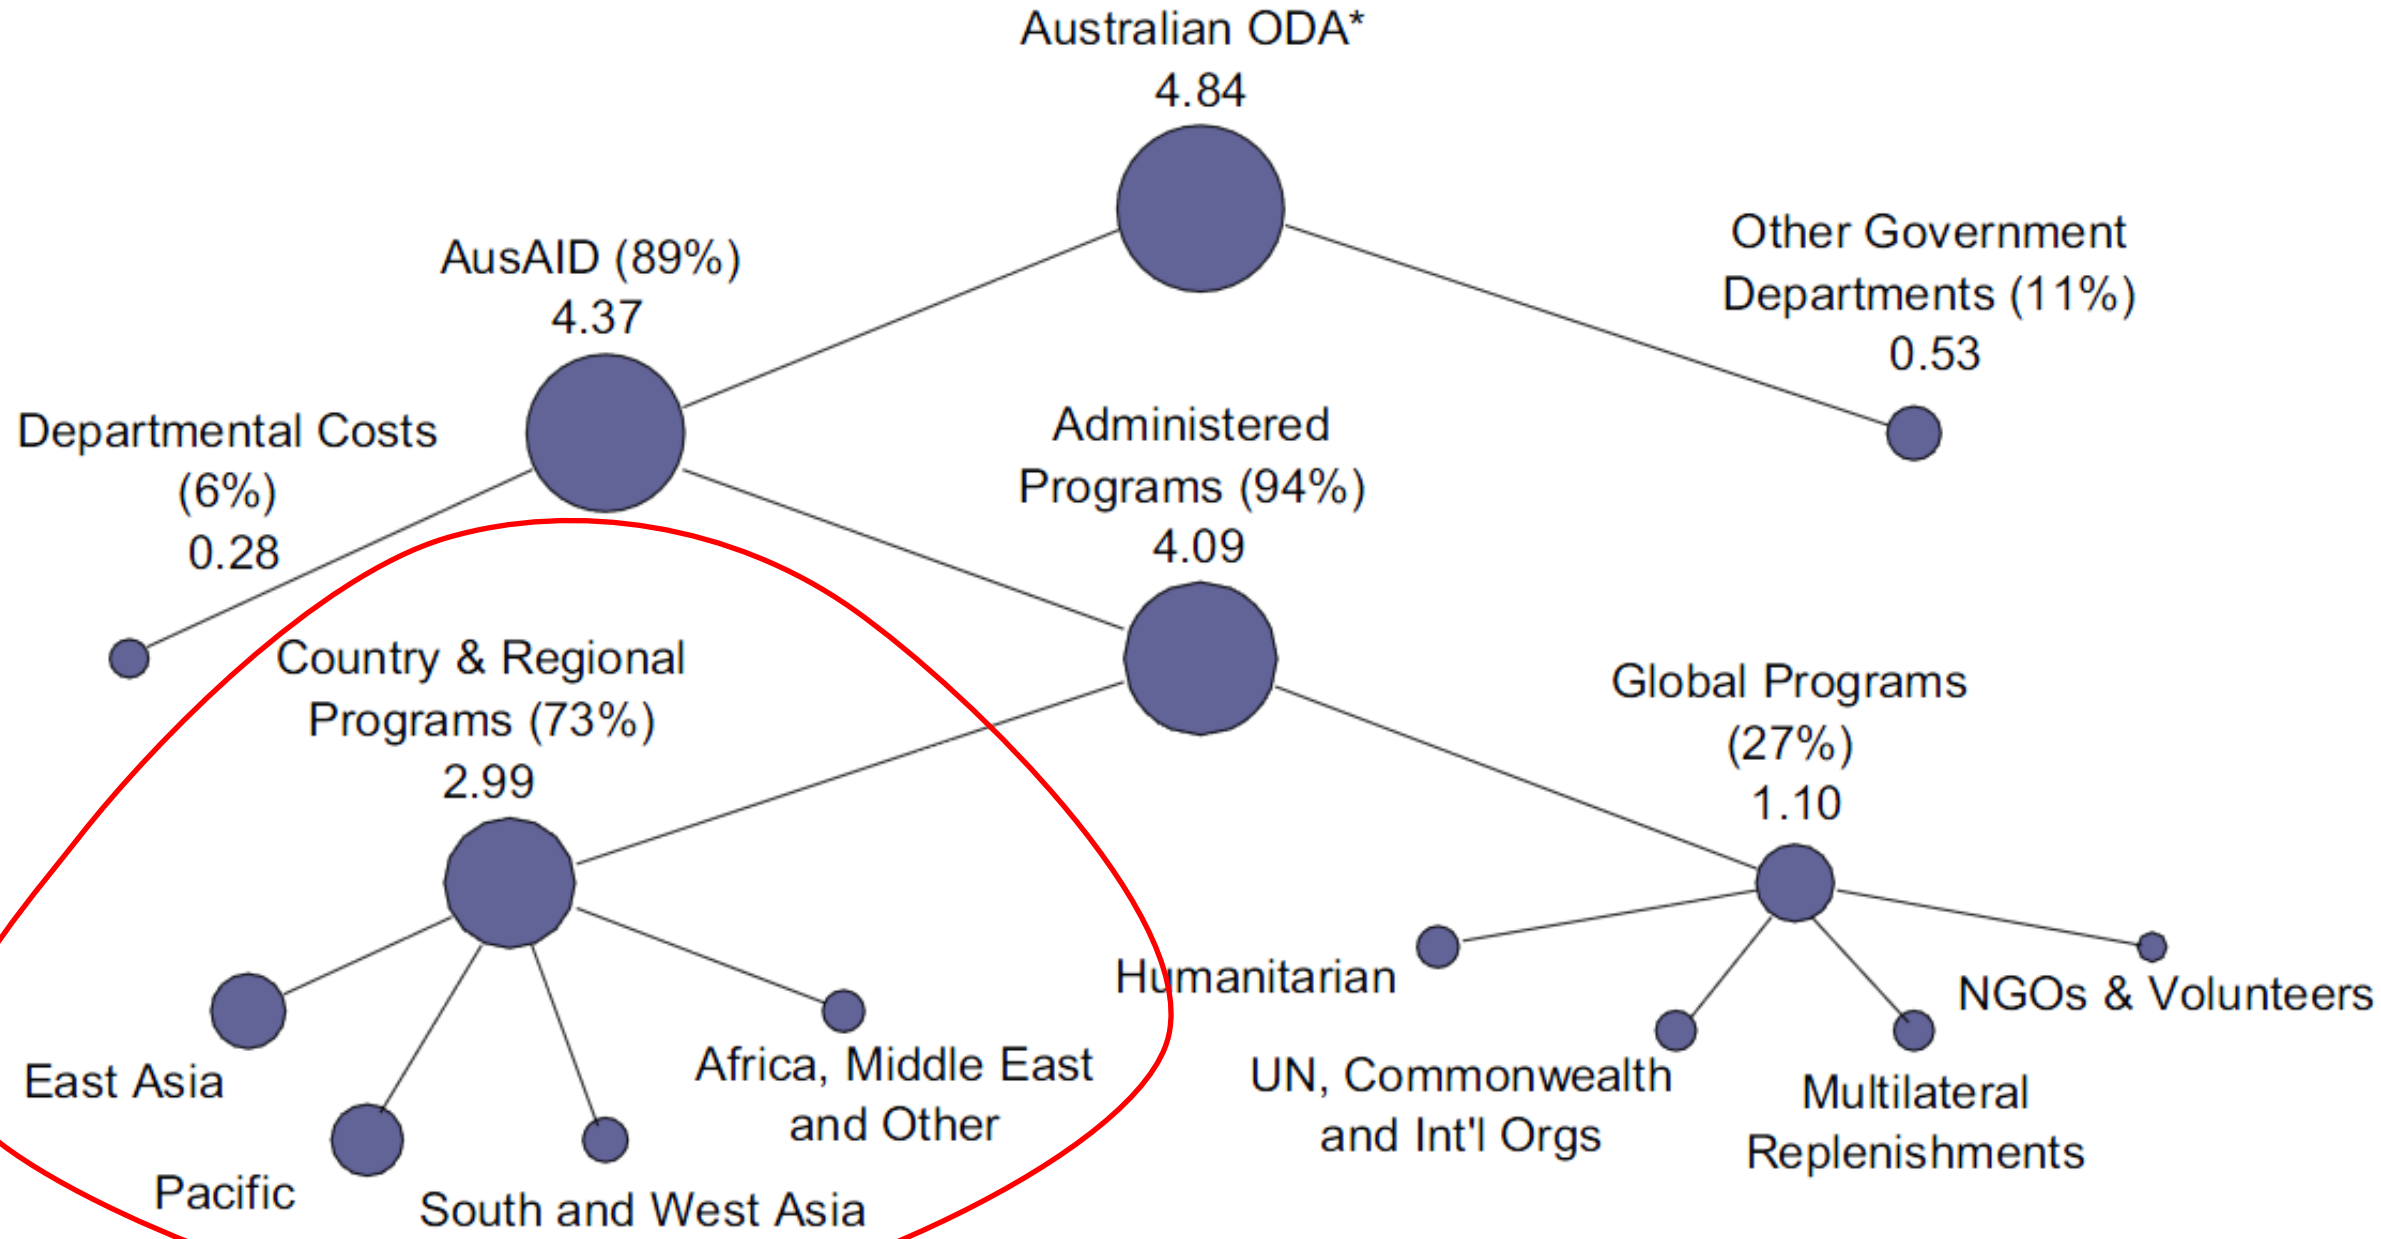 Australian ODA*
4.84
AusAID (89%)
4.37
Other Government
Departments (11%)
0.53
Departmental Costs
(6%)
0.28
Administered
Programs (94%)
4.09
Country & Regional
Programs (73%)
2.99
Global Programs
(27%)
1.10
East Asia
Pacific
South and West Asia
Africa, Middle East
and Other
Humanitarian
UN, Commonwealth
and Int'l Orgs
Multilateral
Replenishments
NGOs & Volunteers